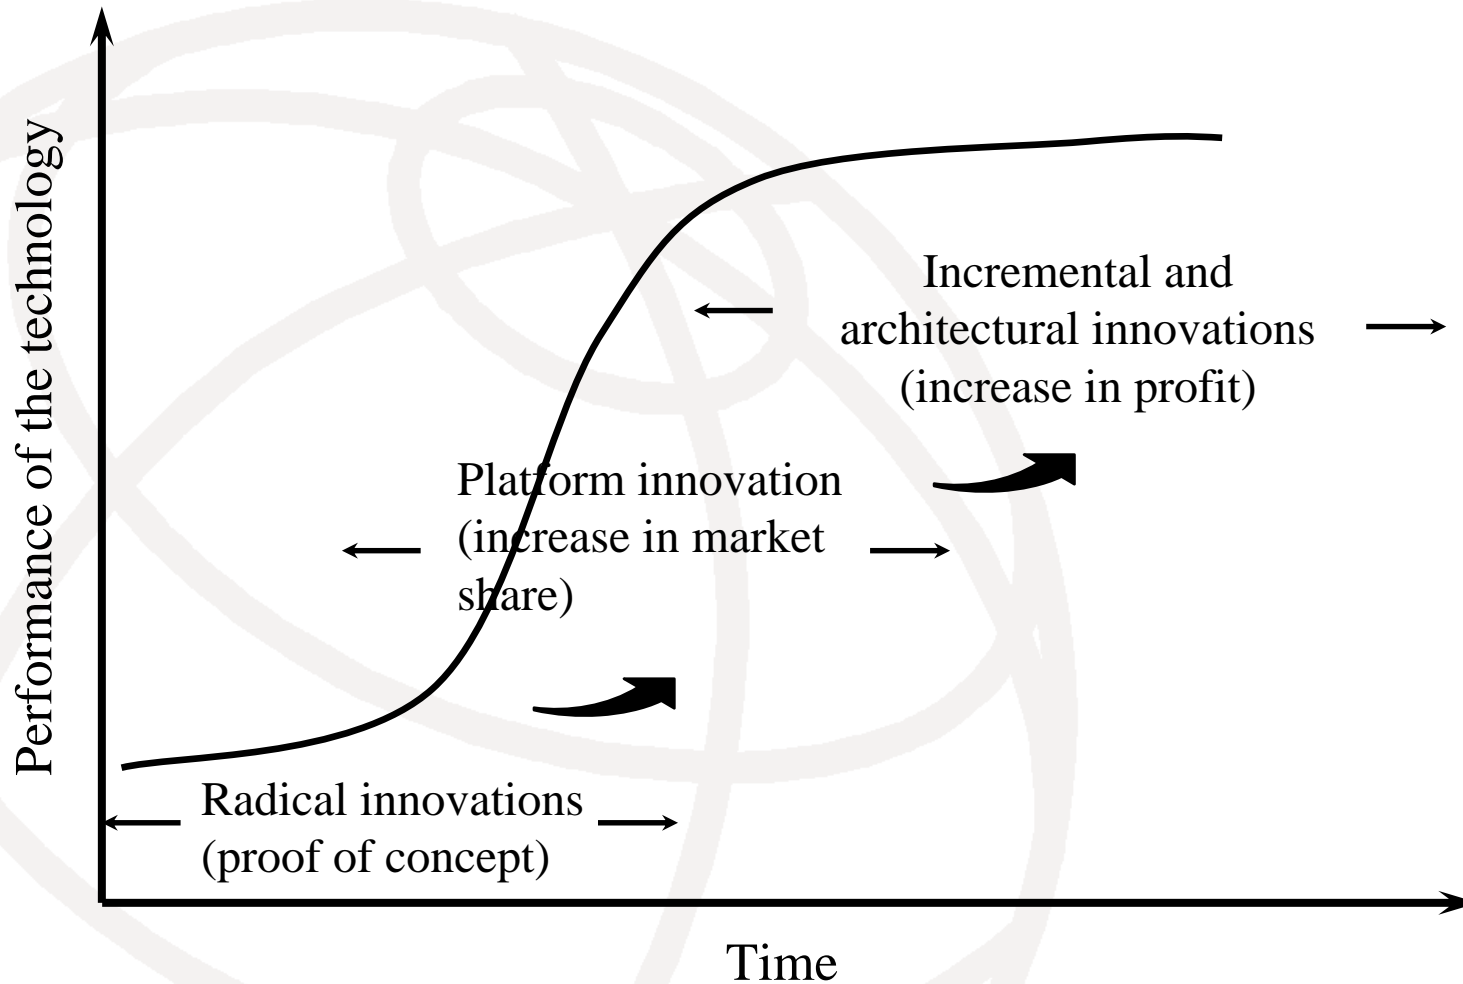 Performance of the technology
Incremental and
architectural innovations
(increase in profit)
Platform innovation
(increase in market
share)
Radical innovations
(proof of concept)
Time